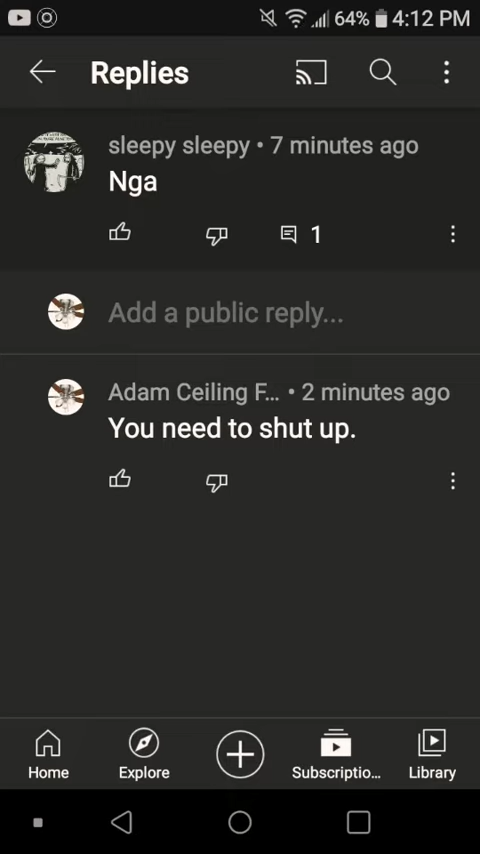 64% 4:12 PM
Replies
sleepy sleepy • 7 minutes ago
Nga
1
Add a public reply...
Adam Ceiling F... • 2 minutes ago
You need to shut up.
Home Explore Subscriptio... Library